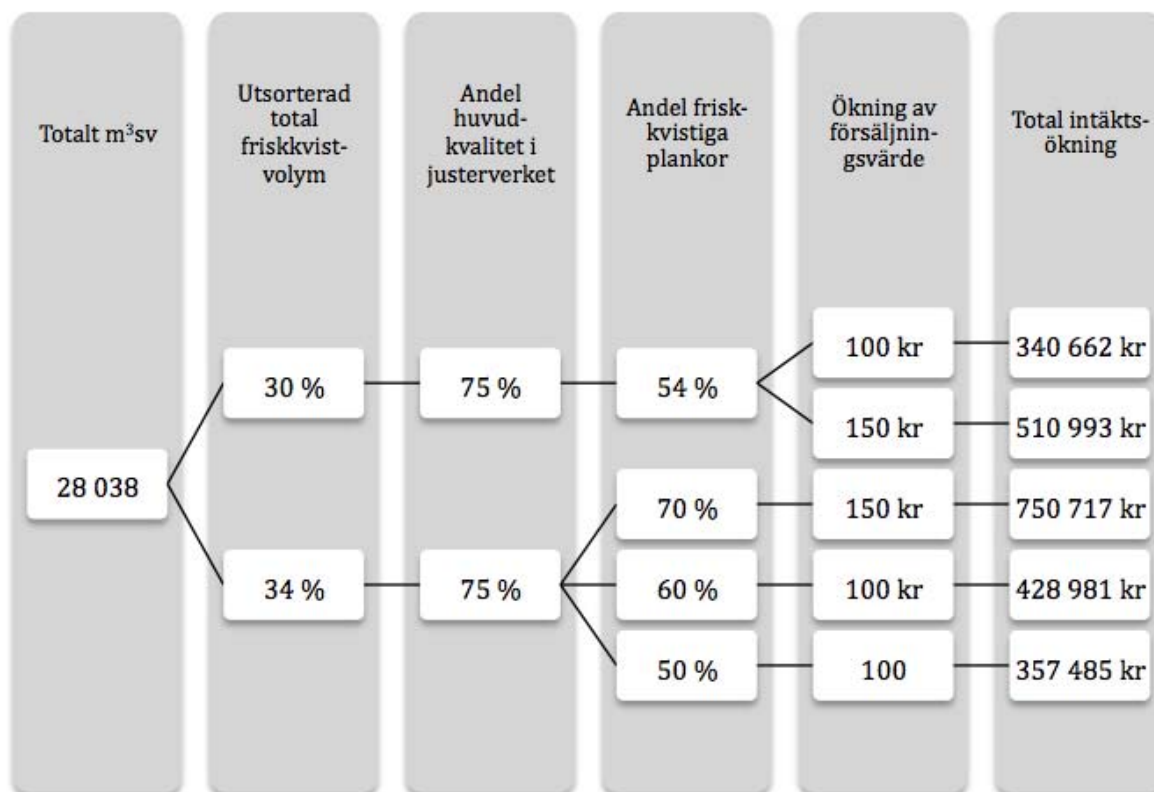 Totalt m³sv
Utsorterad
total
friskkvist-
volym
Andel
huvud-
kvalitet i
justerverket
Andel frisk-
kvistiga
plankor
Ökning av
försäljnin-
gsvärde
Total intäkts-
ökning
28 038
30 %
75 %
54 %
100 kr
340 662 kr
150 kr
510 993 kr
34 %
75 %
70 %
150 kr
750 717 kr
60 %
100 kr
428 981 kr
50 %
100
357 485 kr